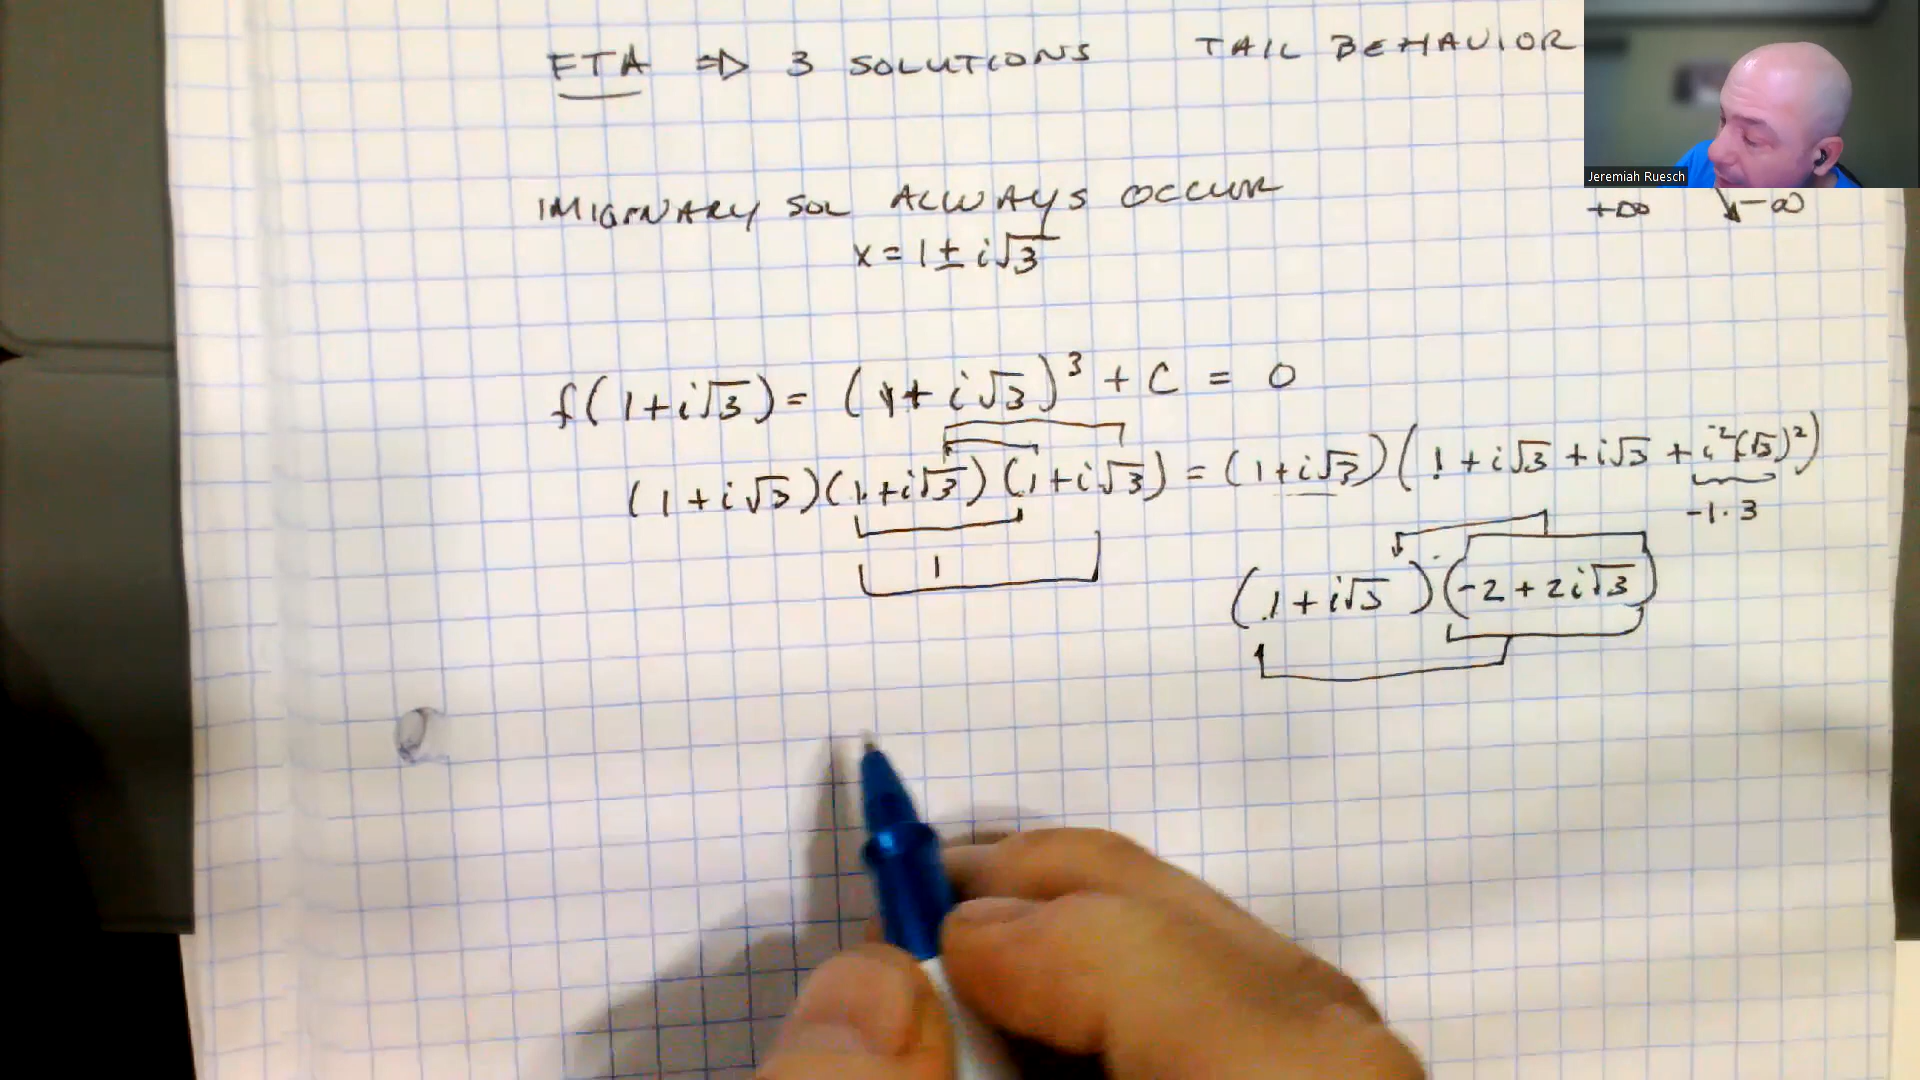 FTA ⇒ 3 SOLUTIONS TAIL BEHAVIOR
Jeremiah Ruesch
+∞ ↘ -∞
IMIGNARY SOL ALWAYS OCCUR
x = 1 ± i√3
f(1+i√3) = (1+i√3)³ + C = 0
(1+i√3)(1+i√3)(1+i√3) = (1+i√3)(1+i√3+i√3+i²(√3)²)
-1·3
1
(1+i√3)(-2+2i√3)